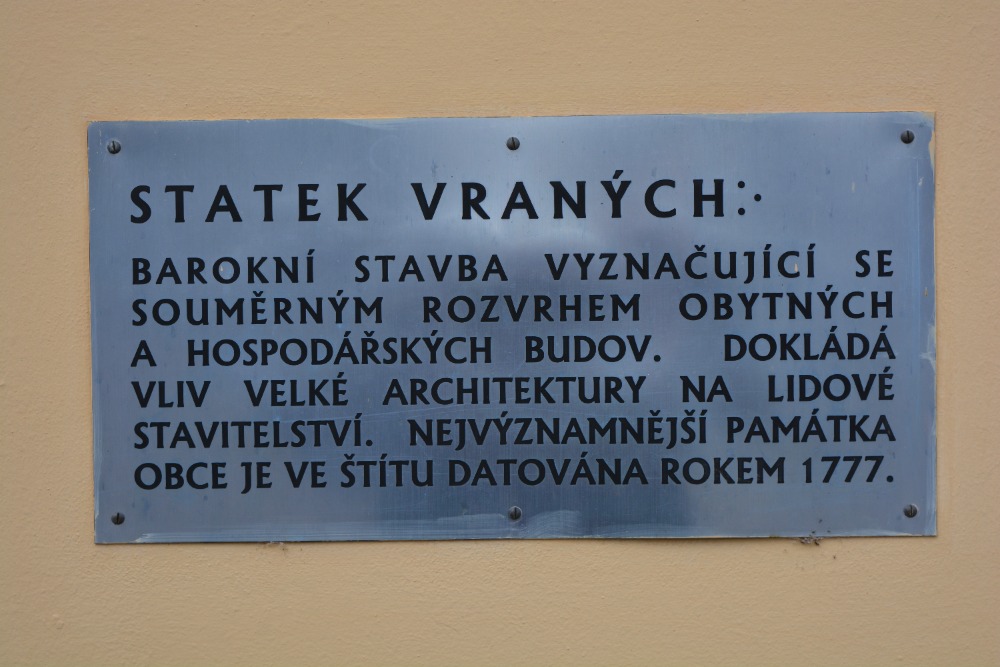 STATEK VRANÝCH
BAROKNÍ STAVBA VYZNAČUJÍCÍ SE
SOUMĚRNÝM ROZVRHEM OBYTNÝCH
A HOSPODÁŘSKÝCH BUDOV. DOKLÁDÁ
VLIV VELKÉ ARCHITEKTURY NA LIDOVÉ
STAVITELSTVÍ. NEJVÝZNAMNĚJŠÍ PAMÁTKA
OBCE JE VE ŠTÍTU DATOVÁNA ROKEM 1777.